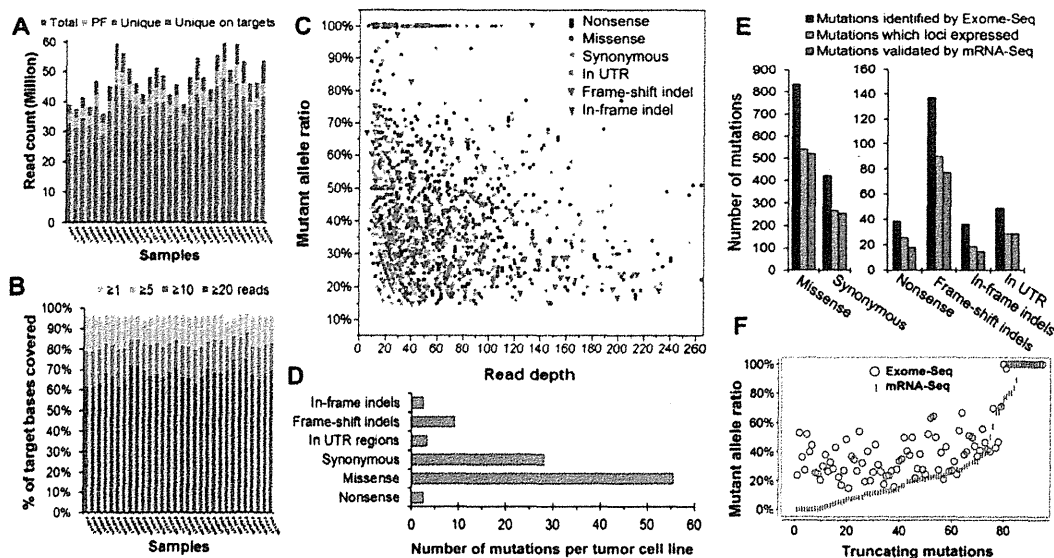 A
Total PF Unique Unique on targets
Read count (Million)
70
60
50
40
30
20
10
0
Samples
B
≥1 ≥5 ≥10 ≥20 reads
% of target bases covered
100%
90%
80%
70%
60%
50%
40%
30%
20%
10%
0%
Samples
C
Nonsense
Missense
Synonymous
In UTR
Frame-shift indel
In-frame indel
Mutant allele ratio
100%
90%
80%
70%
60%
50%
40%
30%
20%
10%
0 20 40 60 80 100 120 140 160 180 200 220 240 260
Read depth
D
In-frame indels
Frame-shift indels
In UTR regions
Synonymous
Missense
Nonsense
0 10 20 30 40 50 60
Number of mutations per tumor cell line
E
Mutations identified by Exome-Seq
Mutations which loci expressed
Mutations validated by mRNA-Seq
Number of mutations
900
800
700
600
500
400
300
200
100
0
Missense
Synonymous
160
140
120
100
80
60
40
20
0
Nonsense
Frame-shift indels
In-frame indels
In UTR
F
Exome-Seq
mRNA-Seq
Mutant allele ratio
100%
80%
60%
40%
20%
0%
0 20 40 60 80
Truncating mutations